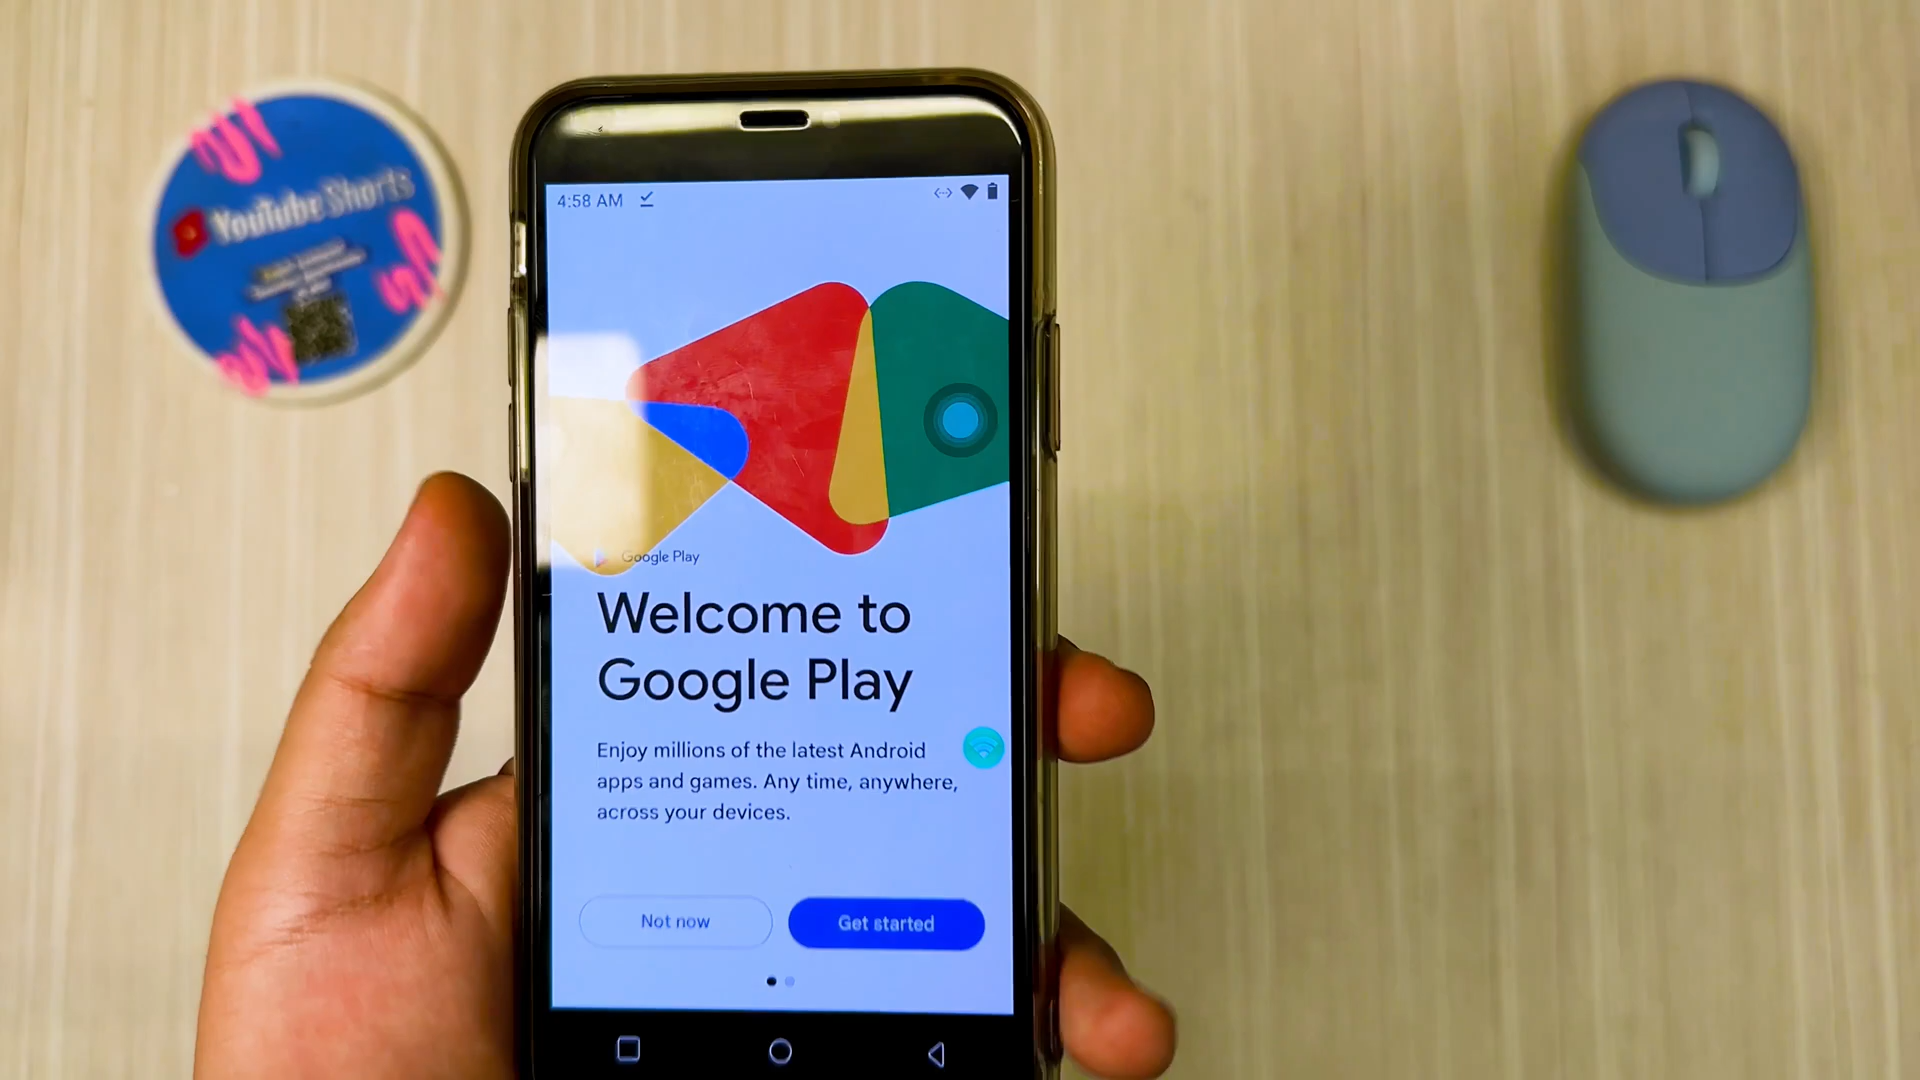 YouTube Shorts
4:58 AM
Google Play
Welcome to
Google Play
Enjoy millions of the latest Android
apps and games. Any time, anywhere,
across your devices.
Not now
Get started